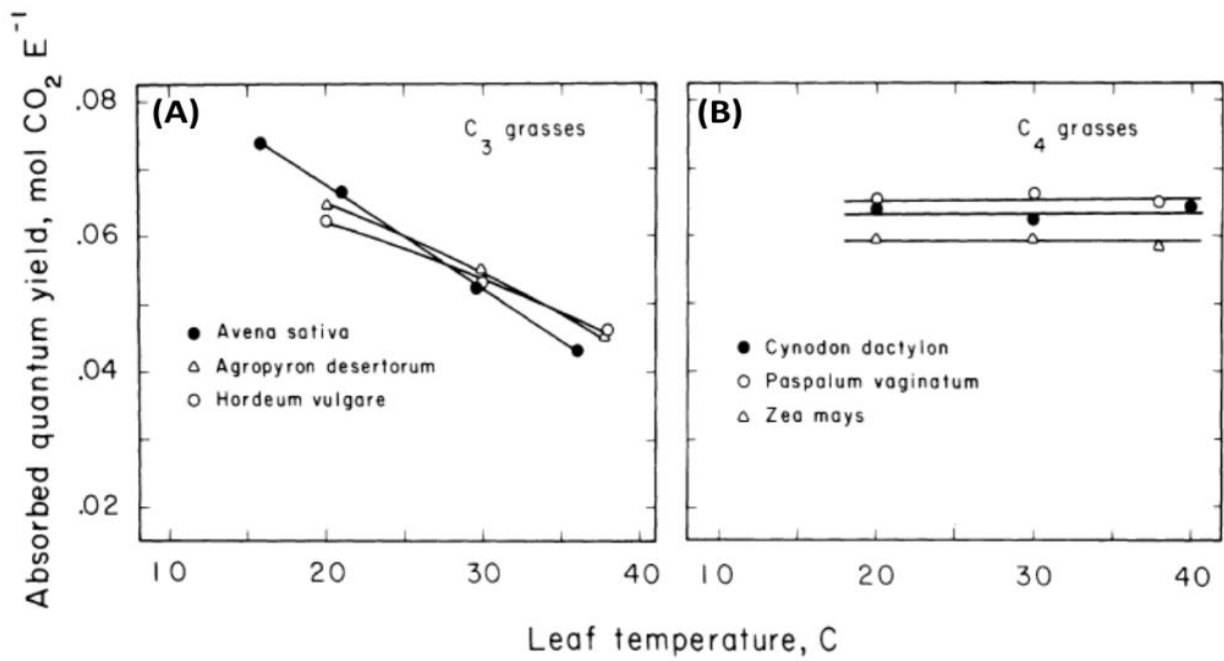 Absorbed quantum yield, mol CO2 E-1
.08
.06
.04
.02
(A)
C3 grasses
Avena sativa
Agropyron desertorum
Hordeum vulgare
10 20 30 40
(B)
C4 grasses
Cynodon dactylon
Paspalum vaginatum
Zea mays
10 20 30 40
Leaf temperature, C